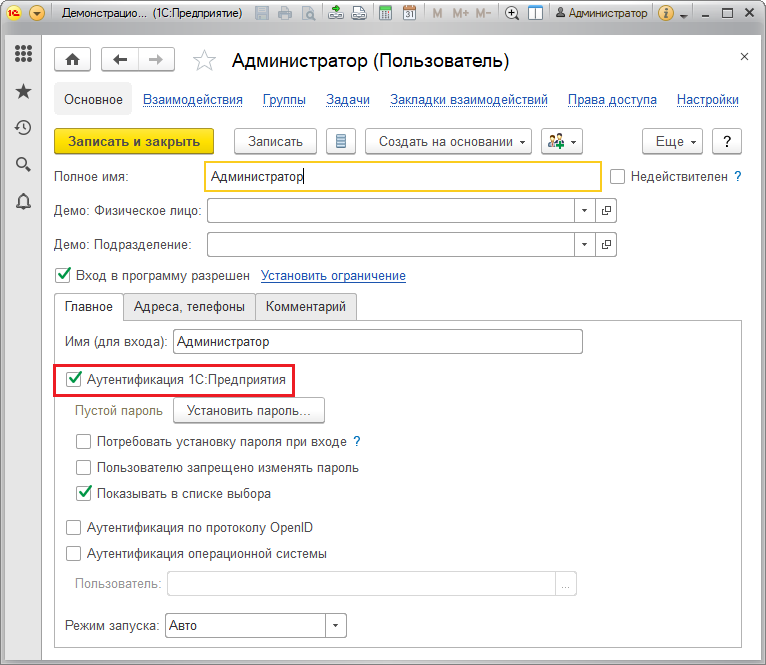 Демонстрацио... (1С:Предприятие) 31 M M+ M- Администратор
Администратор (Пользователь)
Основное Взаимодействия Группы Задачи Закладки взаимодействий Права доступа Настройки
Записать и закрыть Записать Создать на основании Еще ?
Полное имя: Администратор Недействителен ?
Демо: Физическое лицо:
Демо: Подразделение:
Вход в программу разрешен Установить ограничение
Главное Адреса, телефоны Комментарий
Имя (для входа): Администратор
Аутентификация 1С:Предприятия
Пустой пароль Установить пароль...
Потребовать установку пароля при входе ?
Пользователю запрещено изменять пароль
Показывать в списке выбора
Аутентификация по протоколу OpenID
Аутентификация операционной системы
Пользователь: ...
Режим запуска: Авто